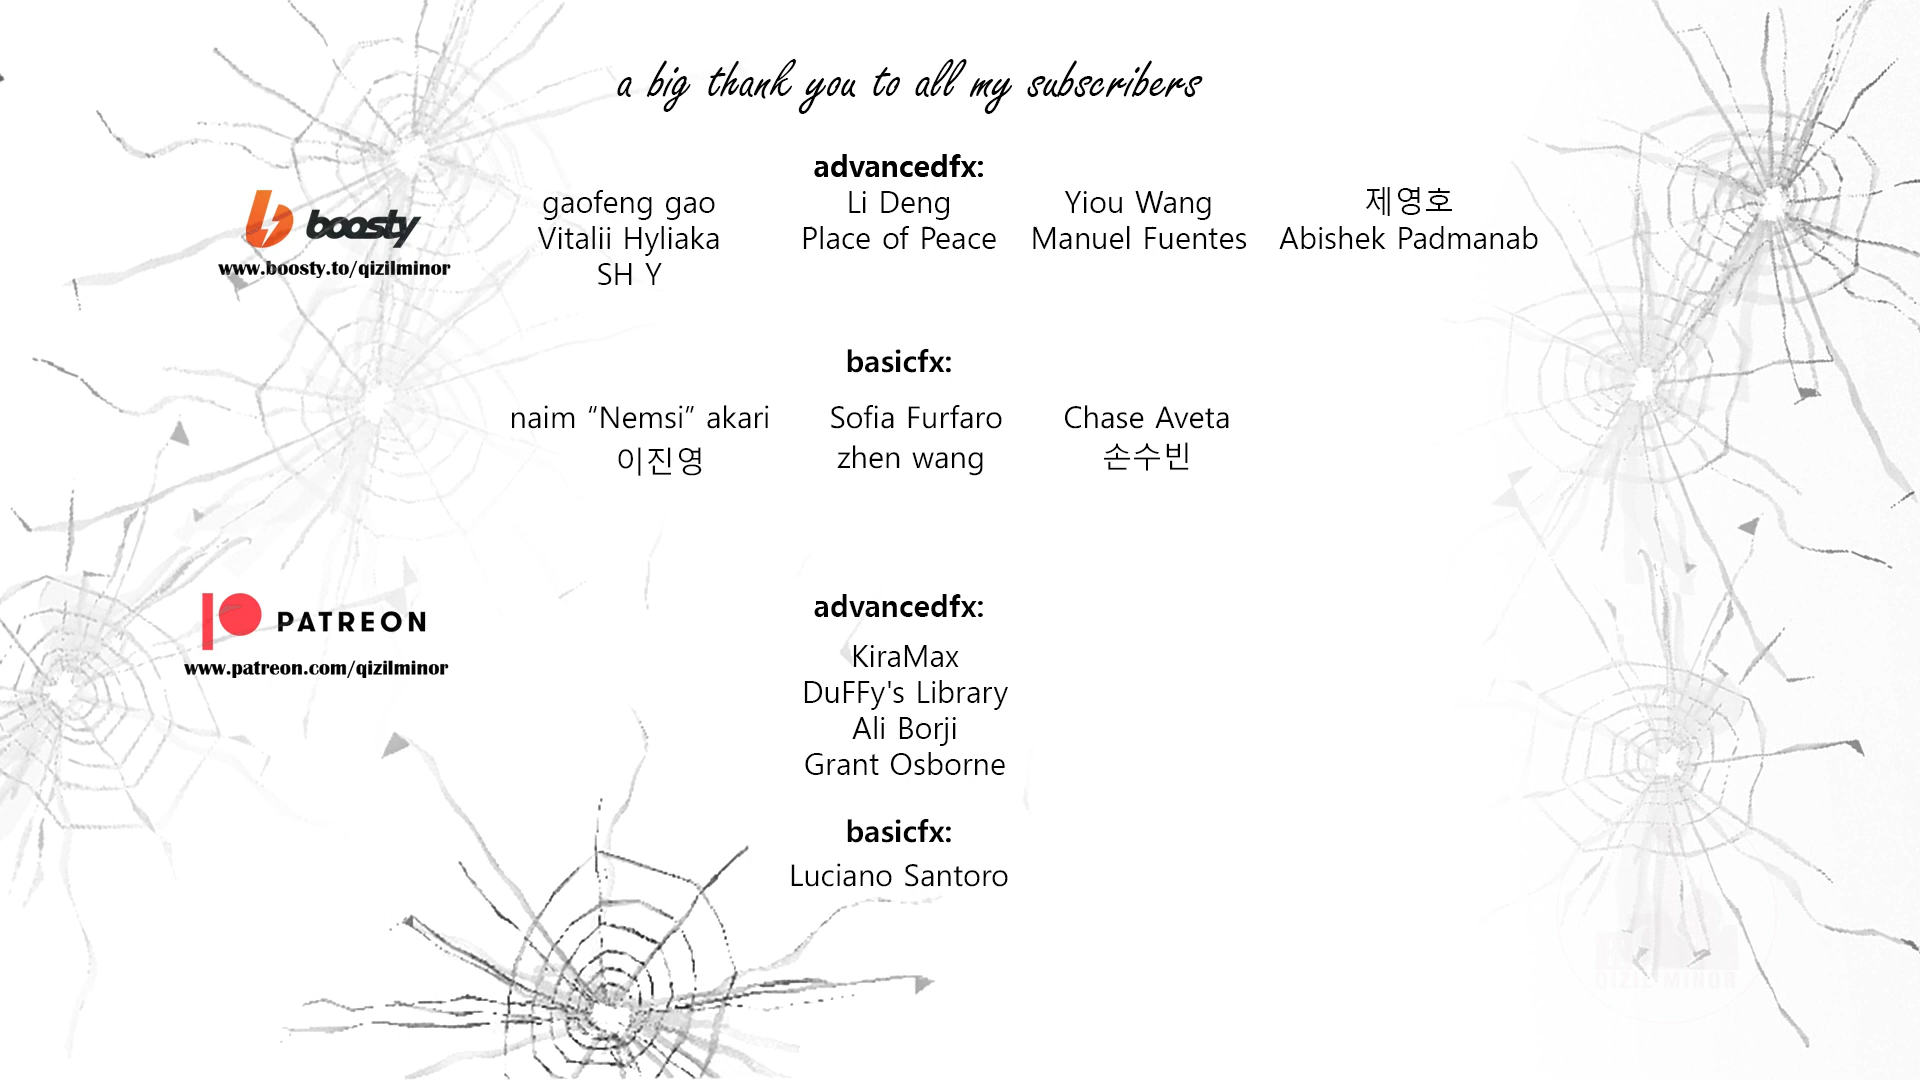 a big thank you to all my subscribers
advancedfx:
boosty
www.boosty.to/qizilminor
gaofeng gao Li Deng Yiou Wang 제영호
Vitalii Hyliaka Place of Peace Manuel Fuentes Abishek Padmanab
SH Y
basicfx:
naim “Nemsi” akari Sofia Furfaro Chase Aveta
이진영 zhen wang 손수빈
PATREON
www.patreon.com/qizilminor
advancedfx:
KiraMax
DuFFy's Library
Ali Borji
Grant Osborne
basicfx:
Luciano Santoro
QIZILMINOR